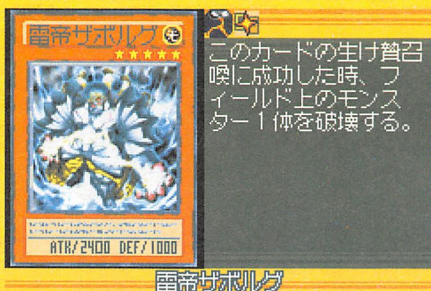 雷帝ザボルグ 光
ATK/2400 DEF/1000
このカードの生け贄召
喚に成功した時、フ
ィールド上のモンス
ター1体を破壊する。
雷帝ザボルグ